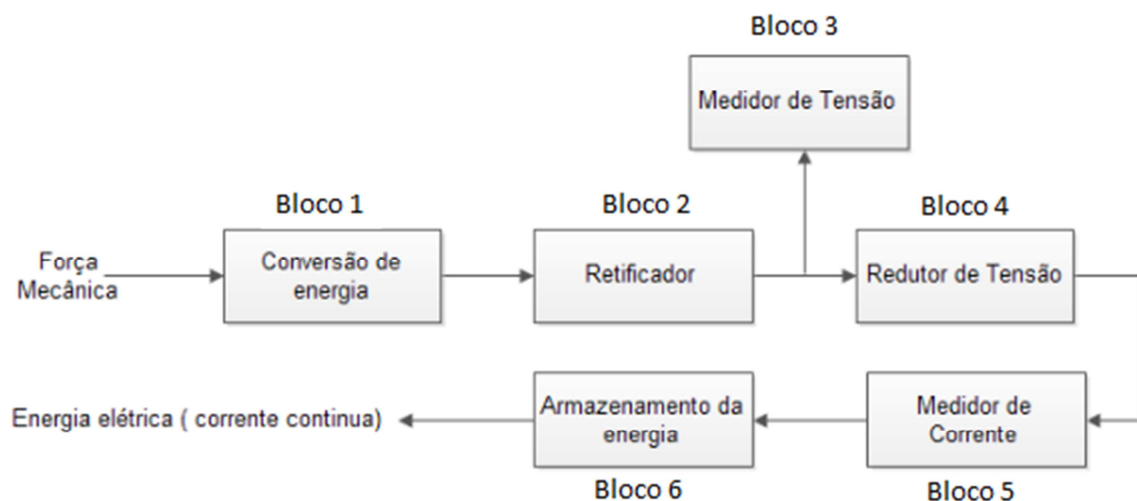 Bloco 3
Medidor de Tensão
Bloco 1
Bloco 2
Bloco 4
Força
Mecânica
Conversão de
energia
Retificador
Redutor de Tensão
Energia elétrica ( corrente continua)
Armazenamento da
energia
Medidor de
Corrente
Bloco 6
Bloco 5